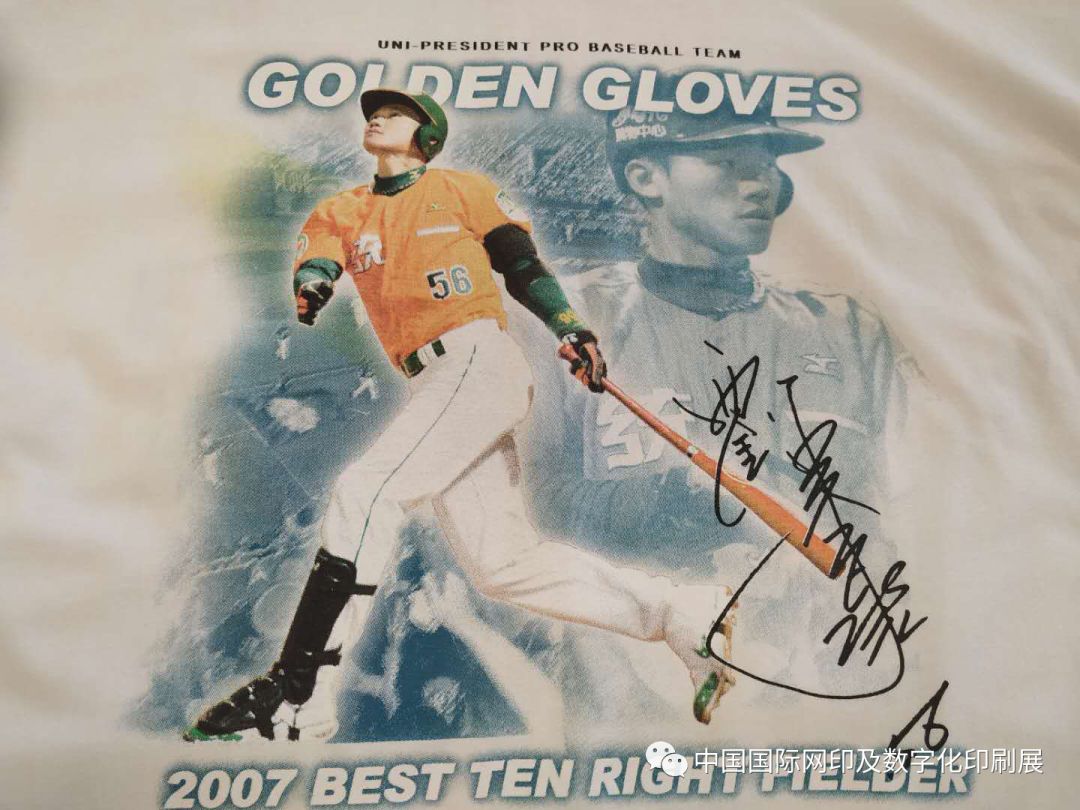 UNI-PRESIDENT PRO BASEBALL TEAM
GOLDEN GLOVES
56
統
2007 BEST TEN RIGHT FIELDER
中国国际网印及数字化印刷展